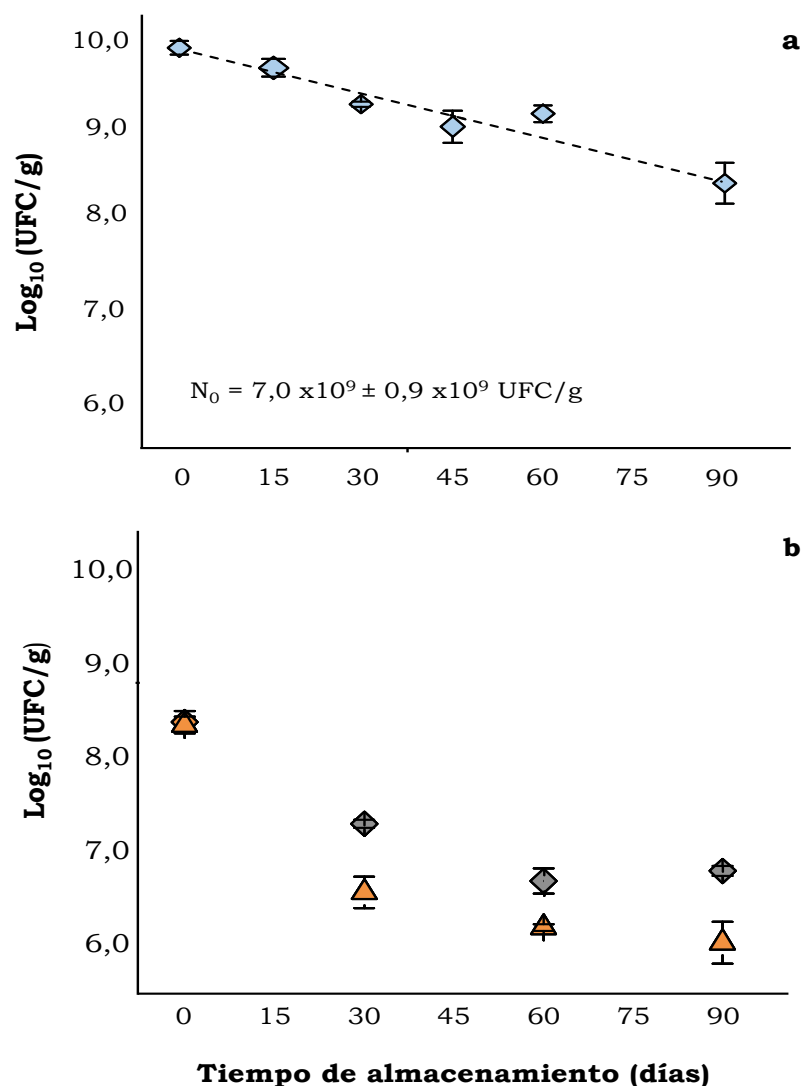 a
10,0
9,0
8,0
7,0
6,0
Log10 (UFC/g)
N0 = 7,0 x10⁹ ± 0,9 x10⁹ UFC/g
0 15 30 45 60 75 90
b
10,0
9,0
8,0
7,0
6,0
Log10 (UFC/g)
0 15 30 45 60 75 90
Tiempo de almacenamiento (días)